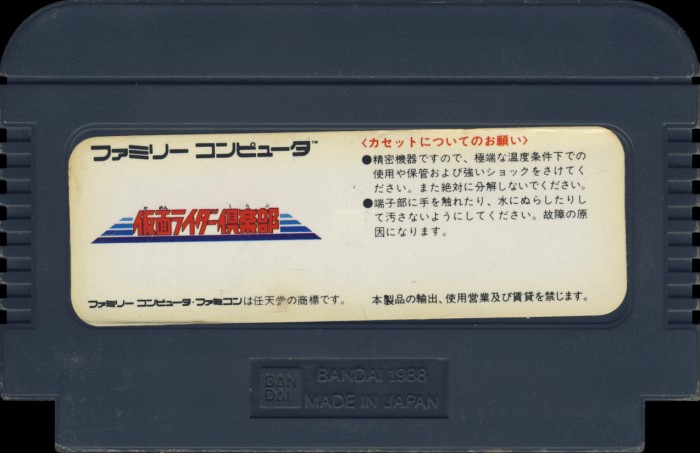 ファミリー コンピュータ™
かめん くらぶ
仮面ライダー倶楽部
〈カセットについてのお願い〉
●精密機器ですので、極端な温度条件下での
使用や保管および強いショックをさけてく
ださい。また絶対に分解しないでください。
●端子部に手を触れたり、水にぬらしたりし
て汚さないようにしてください。故障の原
因になります。
ファミリー コンピュータ・ファミコンは任天堂の商標です。
本製品の輸出、使用営業及び賃貸を禁じます。
BAN
DAI
BANDAI 1988
MADE IN JAPAN